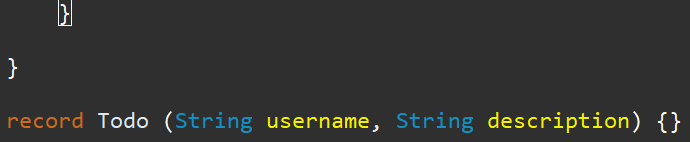 }
}
record Todo (String username, String description) {}